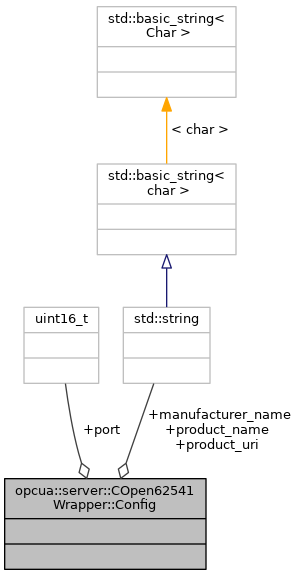 std::basic_string<
Char >
< char >
std::basic_string<
char >
uint16_t
std::string
+port
+manufacturer_name
+product_name
+product_uri
opcua::server::COpen62541
Wrapper::Config